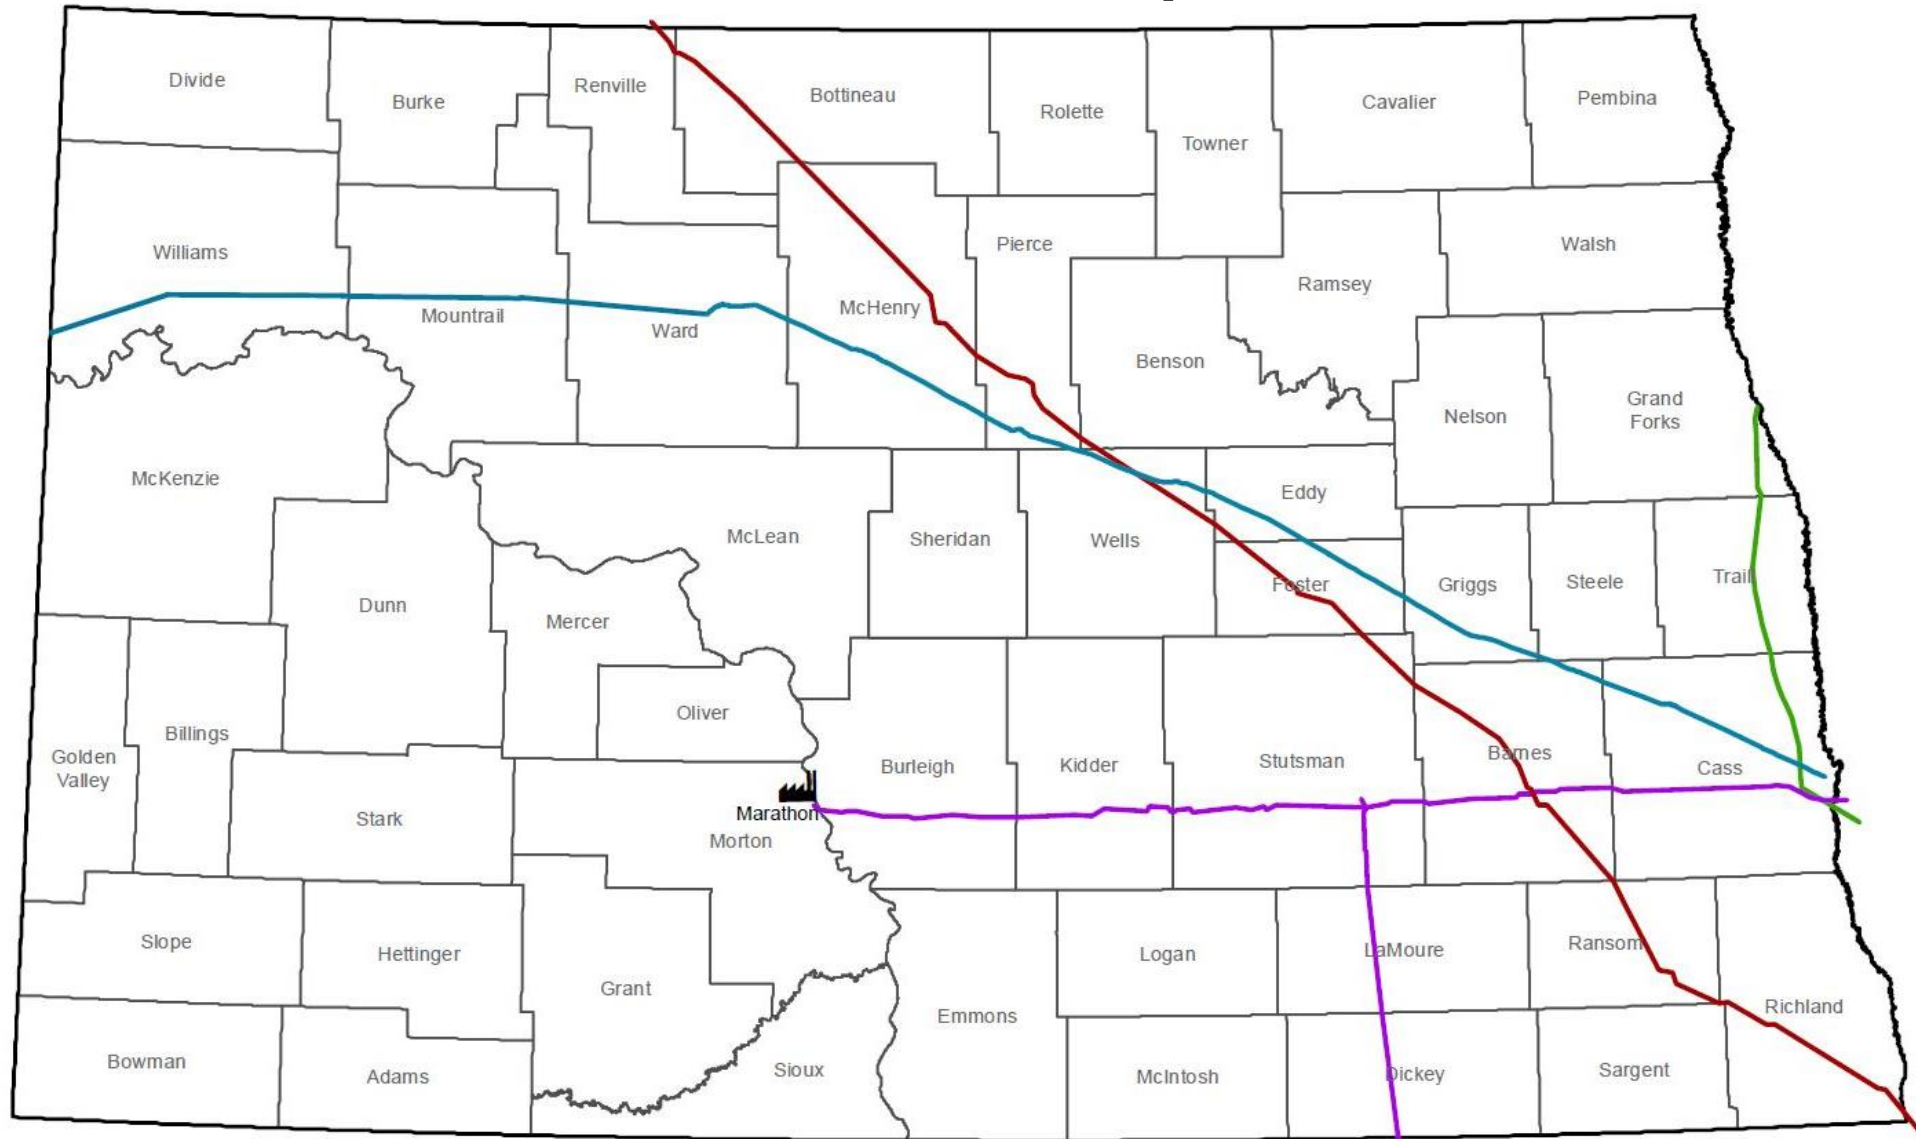 Divide
Burke
Renville
Bottineau
Rolette
Towner
Cavalier
Pembina
Williams
Mountrail
Ward
McHenry
Pierce
Benson
Ramsey
Walsh
Nelson
Grand
Forks
McKenzie
Dunn
Mercer
McLean
Sheridan
Wells
Eddy
Foster
Griggs
Steele
Traill
Golden
Valley
Billings
Stark
Oliver
Marathon
Morton
Burleigh
Kidder
Stutsman
Barnes
Cass
Slope
Hettinger
Grant
Emmons
Logan
LaMoure
Ransom
Richland
Bowman
Adams
Sioux
McIntosh
Dickey
Sargent